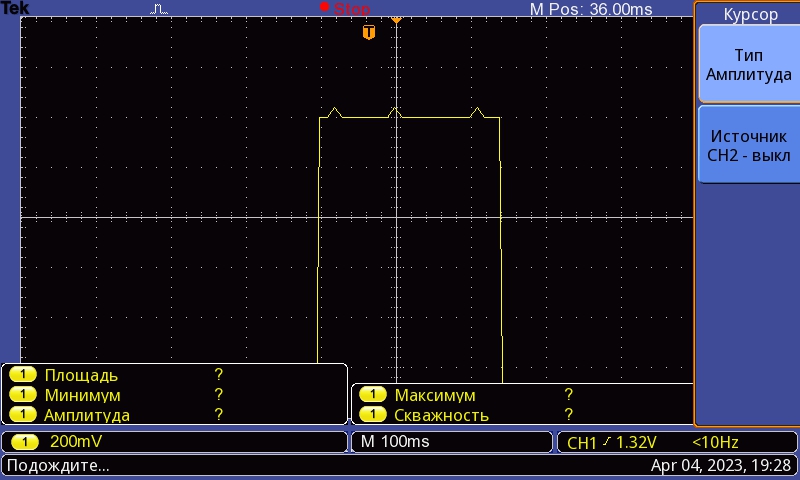 Tek
Stop
M Pos: 36.00ms
Курсор
T
Тип
Амплитуда
Источник
CH2 - выкл
1 Площадь ?
1 Минимум ?
1 Амплитуда ?
1 Максимум ?
1 Скважность ?
1 200mV
M 100ms
CH1 1.32V <10Hz
Подождите...
Apr 04, 2023, 19:28